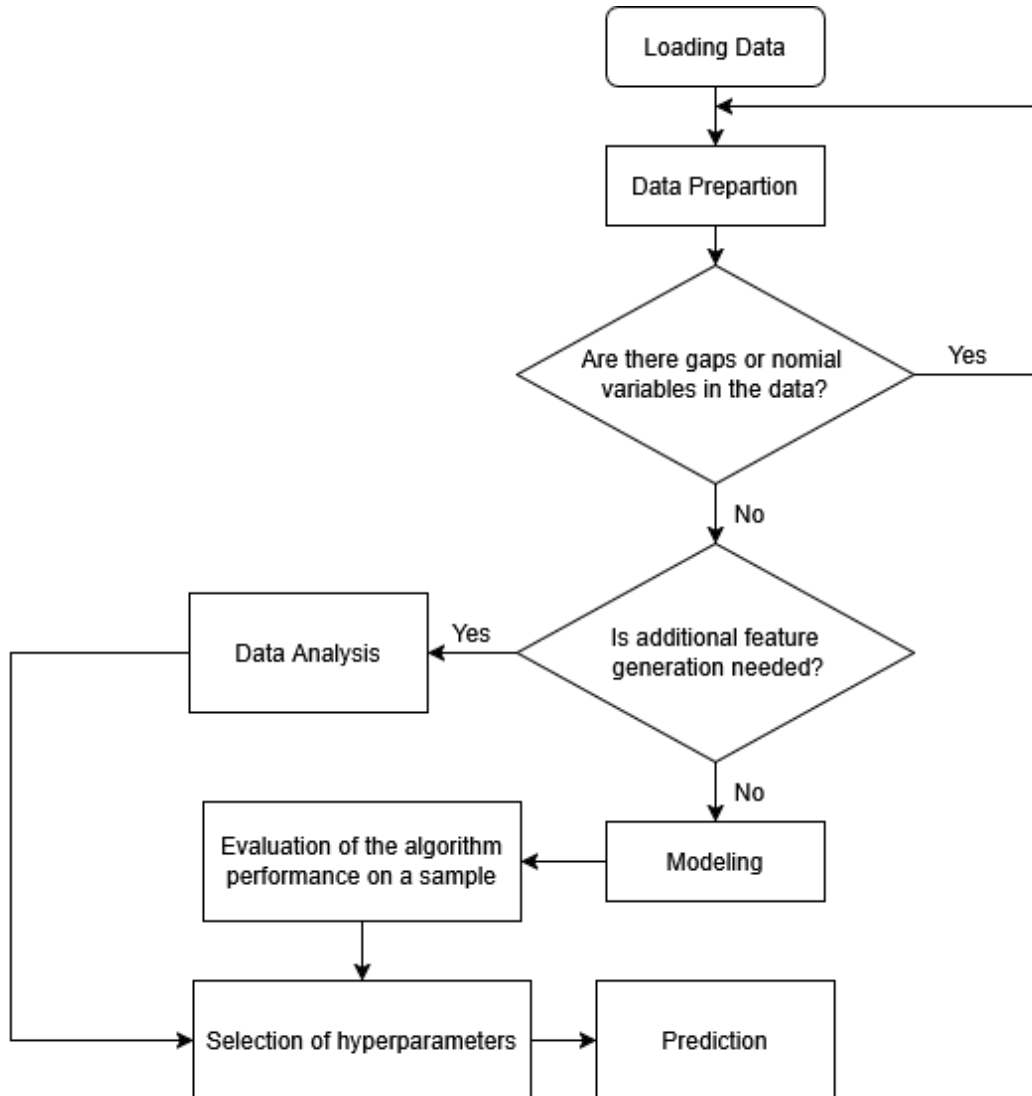 Loading Data
Data Prepartion
Are there gaps or nomial
variables in the data?
Yes
No
Is additional feature
generation needed?
Yes
Data Analysis
No
Modeling
Evaluation of the algorithm
performance on a sample
Selection of hyperparameters
Prediction